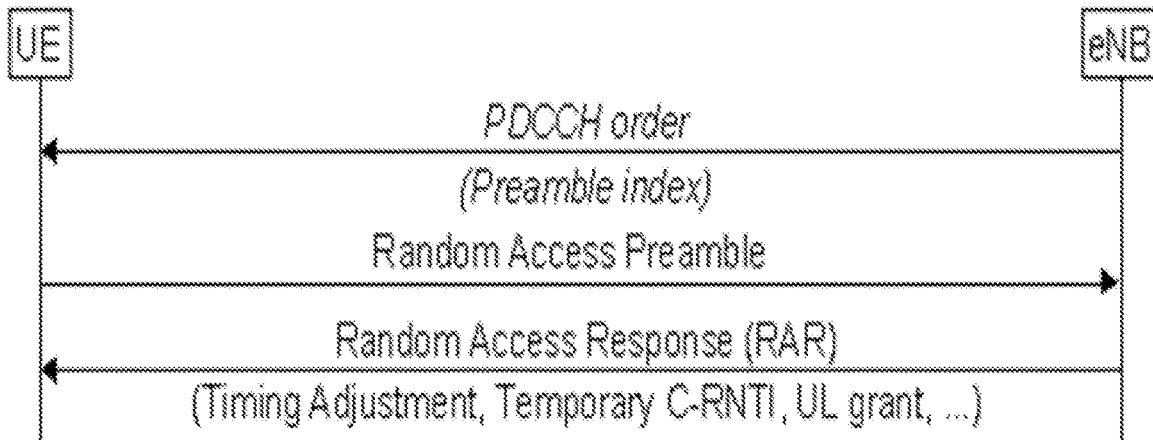 UE
eNB
PDCCH order
(Preamble index)
Random Access Preamble
Random Access Response (RAR)
(Timing Adjustment, Temporary C-RNTI, UL grant, ...)